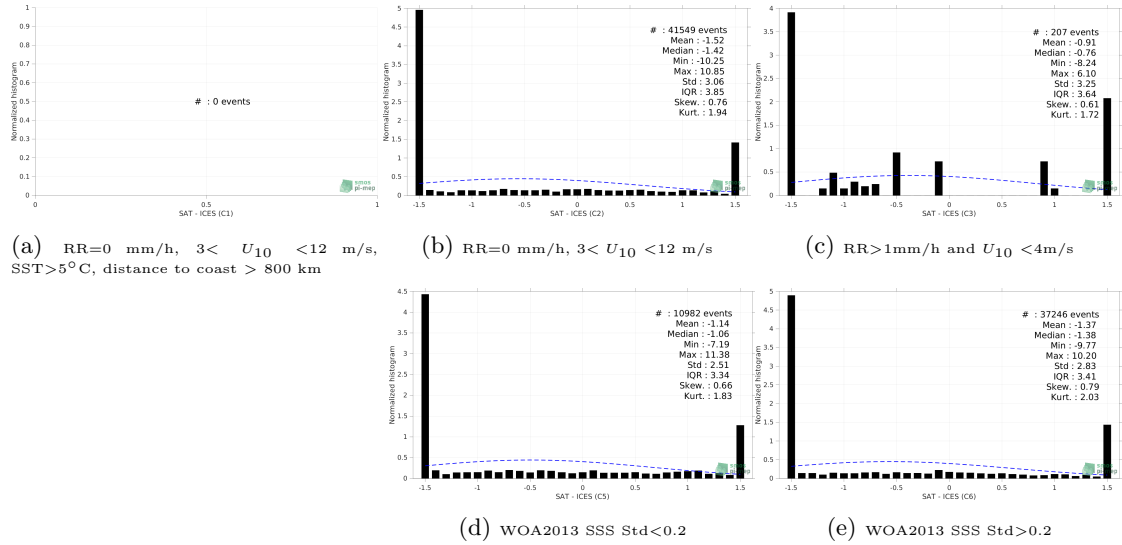 1
0.9
0.8
0.7
0.6
0.5
0.4
0.3
0.2
0.1
0
Normalized histogram
# : 0 events
smos
pi-mep
0 0.5 1
SAT - ICES (C1)
(a) RR=0 mm/h, 3< U10 <12 m/s,
SST>5°C, distance to coast > 800 km
5
4.5
4
3.5
3
2.5
2
1.5
1
0.5
0
Normalized histogram
# : 41549 events
Mean : -1.52
Median : -1.42
Min : -10.25
Max : 10.85
Std : 3.06
IQR : 3.85
Skew. : 0.76
Kurt. : 1.94
smos
pi-mep
-1.5 -1 -0.5 0 0.5 1 1.5
SAT - ICES (C2)
(b) RR=0 mm/h, 3< U10 <12 m/s
4
3.5
3
2.5
2
1.5
1
0.5
0
Normalized histogram
# : 207 events
Mean : -0.91
Median : -0.76
Min : -8.24
Max : 6.10
Std : 3.25
IQR : 3.64
Skew. : 0.61
Kurt. : 1.72
smos
pi-mep
-1.5 -1 -0.5 0 0.5 1 1.5
SAT - ICES (C3)
(c) RR>1mm/h and U10 <4m/s
4.5
4
3.5
3
2.5
2
1.5
1
0.5
0
Normalized histogram
# : 10982 events
Mean : -1.14
Median : -1.06
Min : -7.19
Max : 11.38
Std : 2.51
IQR : 3.34
Skew. : 0.66
Kurt. : 1.83
smos
pi-mep
-1.5 -1 -0.5 0 0.5 1 1.5
SAT - ICES (C5)
(d) WOA2013 SSS Std<0.2
5
4.5
4
3.5
3
2.5
2
1.5
1
0.5
0
Normalized histogram
# : 37246 events
Mean : -1.37
Median : -1.38
Min : -9.77
Max : 10.20
Std : 2.83
IQR : 3.41
Skew. : 0.79
Kurt. : 2.03
smos
pi-mep
-1.5 -1 -0.5 0 0.5 1 1.5
SAT - ICES (C6)
(e) WOA2013 SSS Std>0.2